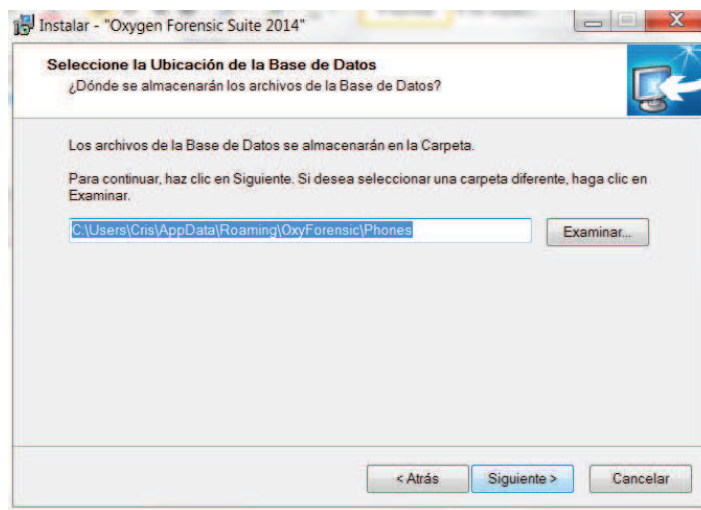 Instalar - "Oxygen Forensic Suite 2014"
Seleccione la Ubicación de la Base de Datos
¿Dónde se almacenarán los archivos de la Base de Datos?
Los archivos de la Base de Datos se almacenarán en la Carpeta.
Para continuar, haz clic en Siguiente. Si desea seleccionar una carpeta diferente, haga clic en
Examinar.
C:\Users\Cris\AppData\Roaming\OxyForensic\Phones
Examinar...
< Atrás
Siguiente >
Cancelar